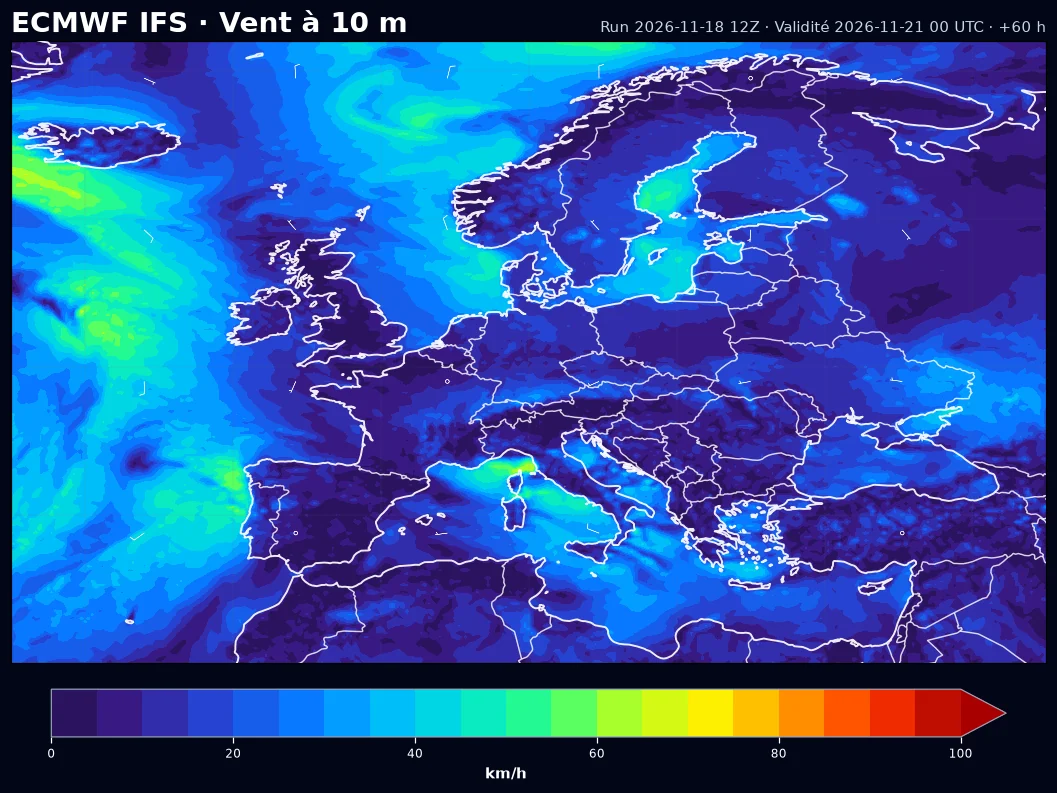 ECMWF IFS · Vent à 10 m
Run 2026-11-18 12Z · Validité 2026-11-21 00 UTC · +60 h
0 20 40 60 80 100
km/h